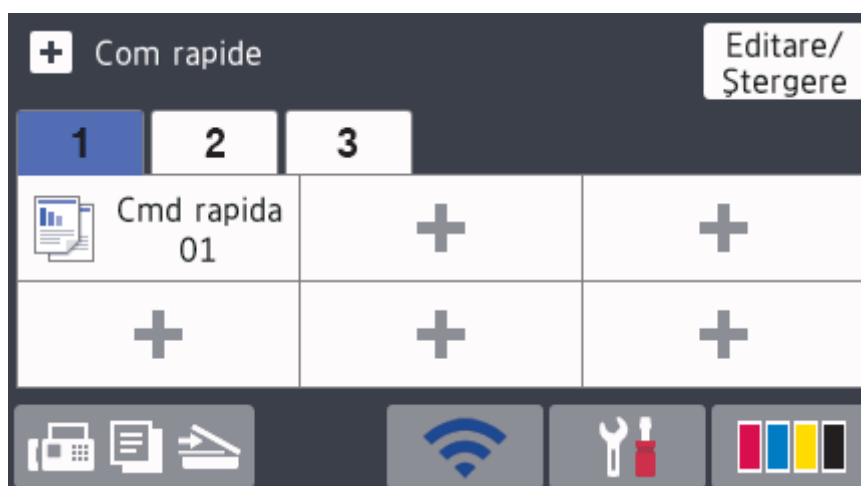 Com rapide
Editare/
Ştergere
1 2 3
Cmd rapida
01